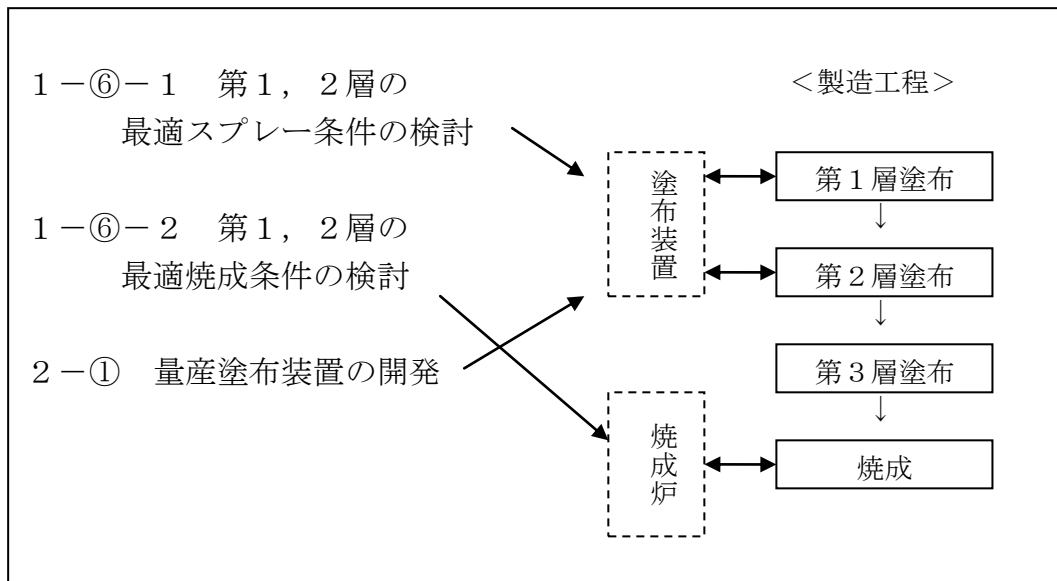 １－⑥－１　第１，２層の
最適スプレー条件の検討
１－⑥－２　第１，２層の
最適焼成条件の検討
２－①　量産塗布装置の開発
塗布装置
焼成炉
＜製造工程＞
第１層塗布
↓
第２層塗布
↓
第３層塗布
↓
焼成